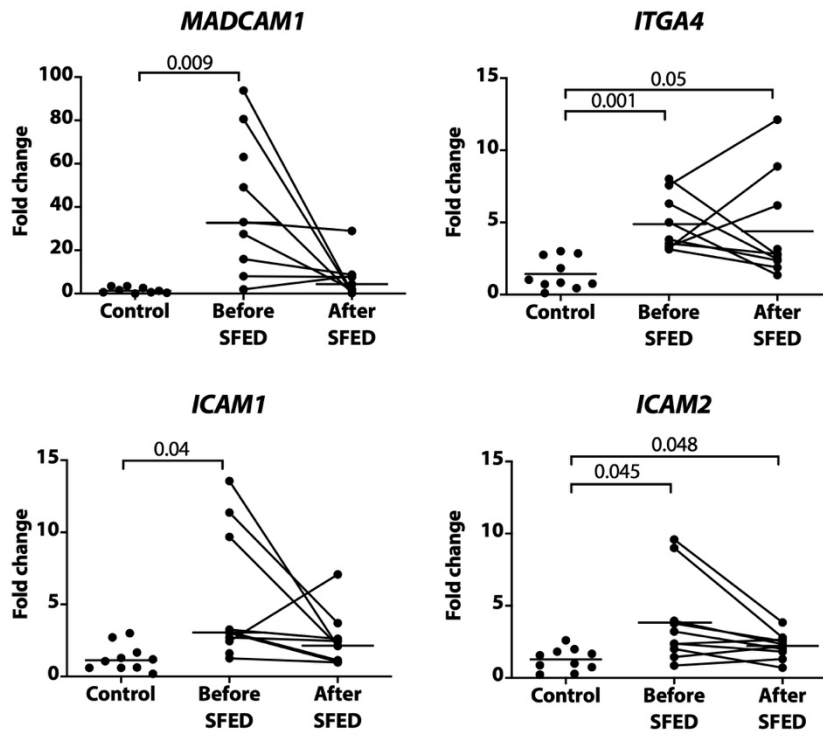 MADCAM1
0.009
Fold change
100
80
60
40
20
0
Control
Before
SFED
After
SFED
ITGA4
0.05
0.001
Fold change
15
10
5
0
Control
Before
SFED
After
SFED
ICAM1
0.04
Fold change
15
10
5
0
Control
Before
SFED
After
SFED
ICAM2
0.048
0.045
Fold change
15
10
5
0
Control
Before
SFED
After
SFED